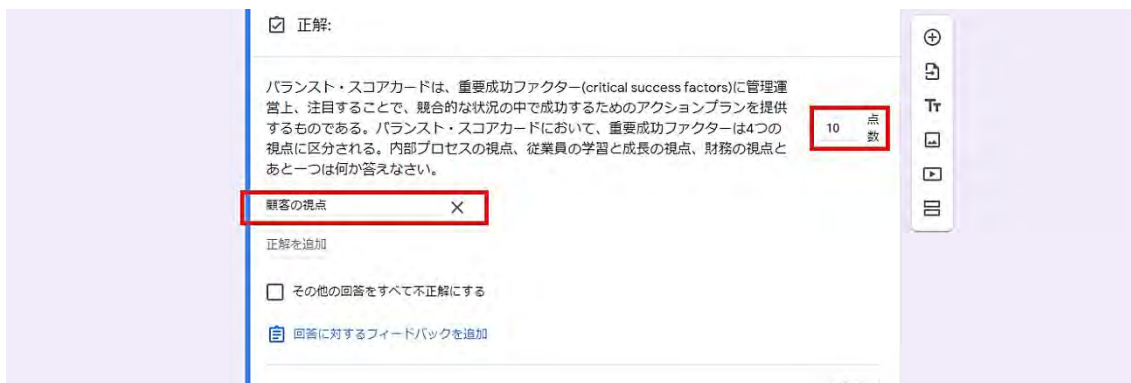 正解:
バランスト・スコアカードは、重要成功ファクター(critical success factors)に管理運
営上、注目することで、競合的な状況の中で成功するためのアクションプランを提供
するものである。バランスト・スコアカードにおいて、重要成功ファクターは4つの
視点に区分される。内部プロセスの視点、従業員の学習と成長の視点、財務の視点と
あと一つは何か答えなさい。
10 点数
顧客の視点
正解を追加
その他の回答をすべて不正解にする
回答に対するフィードバックを追加
Tт